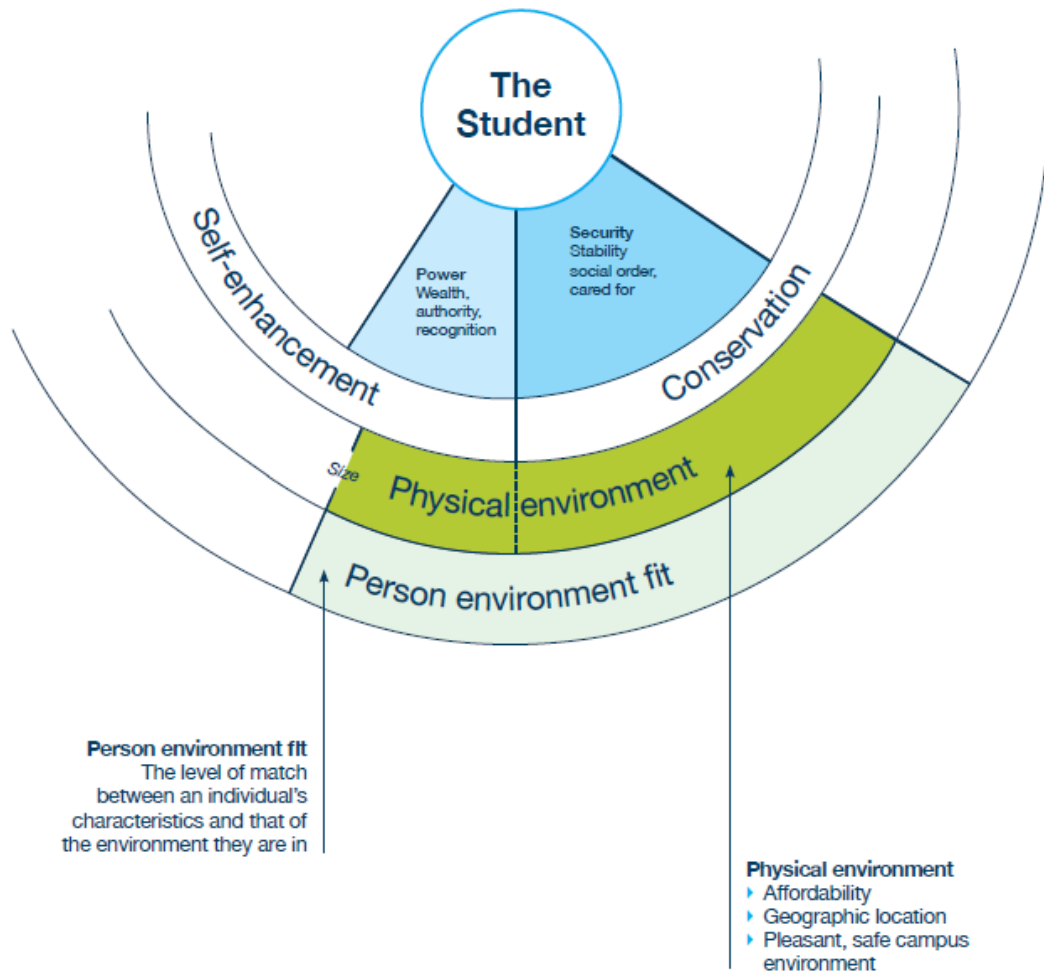 The
Student
Security
Stability
social order,
cared for
Power
Wealth,
authority,
recognition
Self-enhancement
Conservation
Size
Physical environment
Person environment fit
Person environment fit
The level of match
between an individual's
characteristics and that of
the environment they are in
Physical environment
Affordability
Geographic location
Pleasant, safe campus
environment